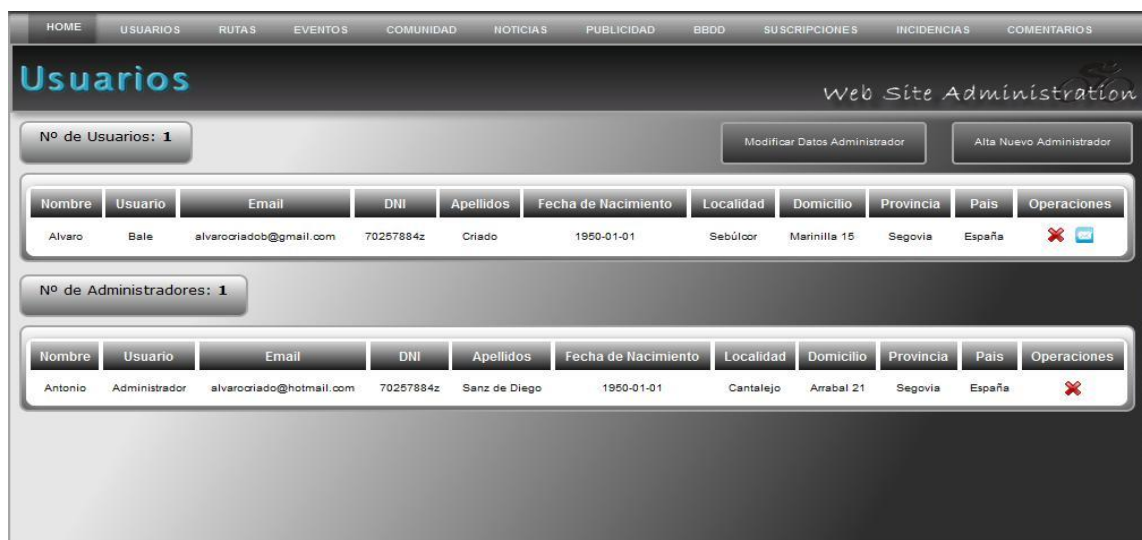 HOME USUARIOS RUTAS EVENTOS COMUNIDAD NOTICIAS PUBLICIDAD BBDD SUSCRIPCIONES INCIDENCIAS COMENTARIOS
Usuarios
Web Site Administration
Nº de Usuarios: 1
Modificar Datos Administrador Alta Nuevo Administrador
Nombre Usuario Email DNI Apellidos Fecha de Nacimiento Localidad Domicilio Provincia Pais Operaciones
Alvaro Bale alvarocriadob@gmail.com 70257884z Criado 1950-01-01 Sebúlcor Marinilla 15 Segovia España
Nº de Administradores: 1
Nombre Usuario Email DNI Apellidos Fecha de Nacimiento Localidad Domicilio Provincia Pais Operaciones
Antonio Administrador alvarocriado@hotmail.com 70257884z Sanz de Diego 1950-01-01 Cantalejo Arrabal 21 Segovia España